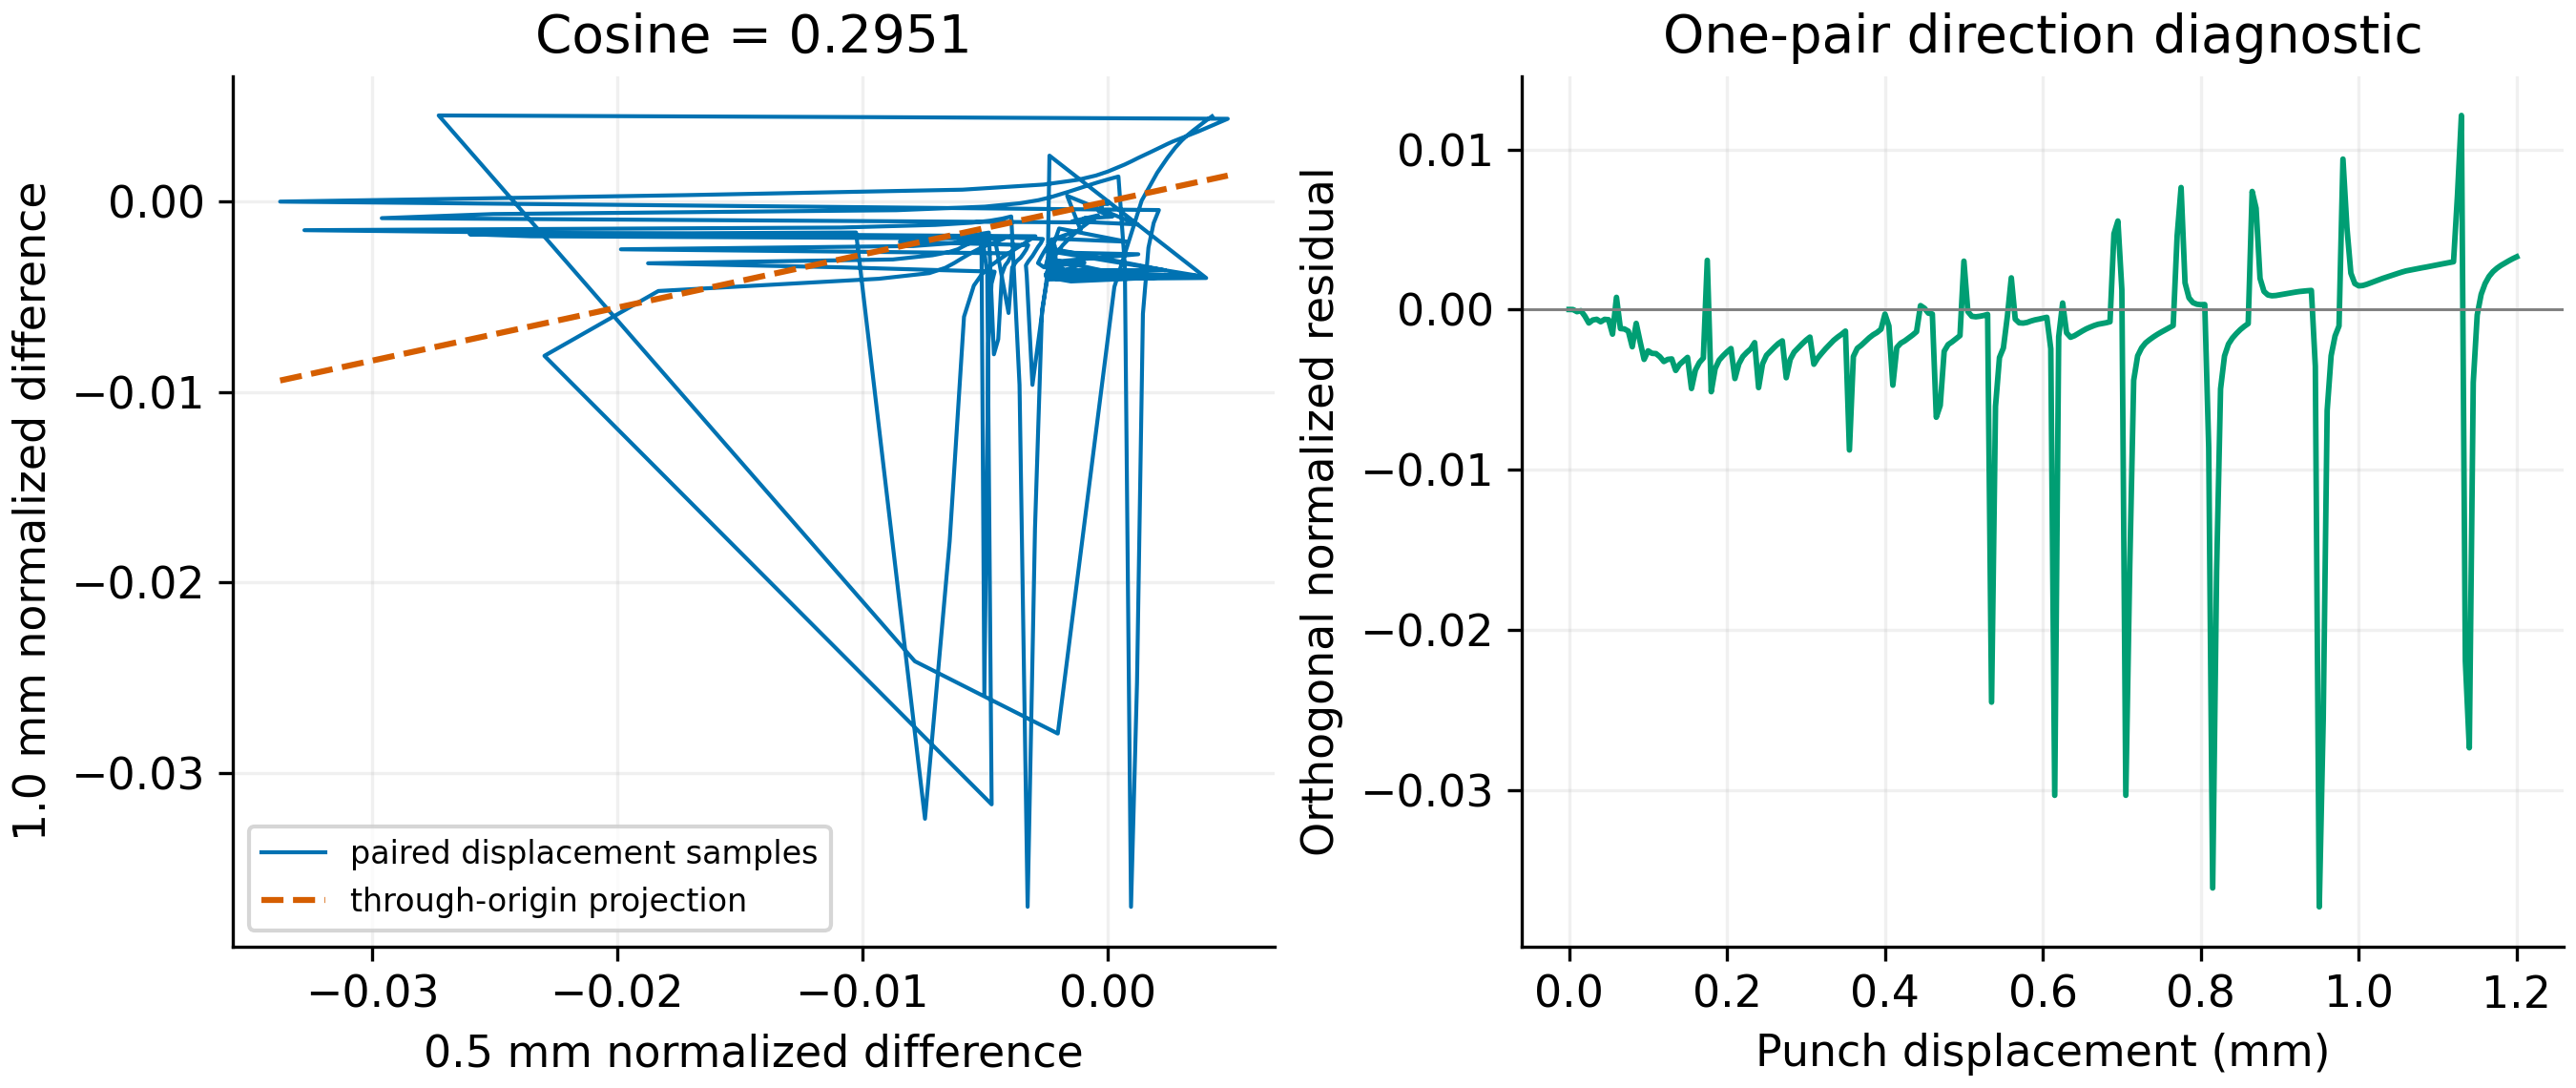 Cosine = 0.2951
1.0 mm normalized difference
0.00
−0.01
−0.02
−0.03
paired displacement samples
through-origin projection
−0.03 −0.02 −0.01 0.00
0.5 mm normalized difference
One-pair direction diagnostic
Orthogonal normalized residual
0.01
0.00
−0.01
−0.02
−0.03
0.0 0.2 0.4 0.6 0.8 1.0 1.2
Punch displacement (mm)